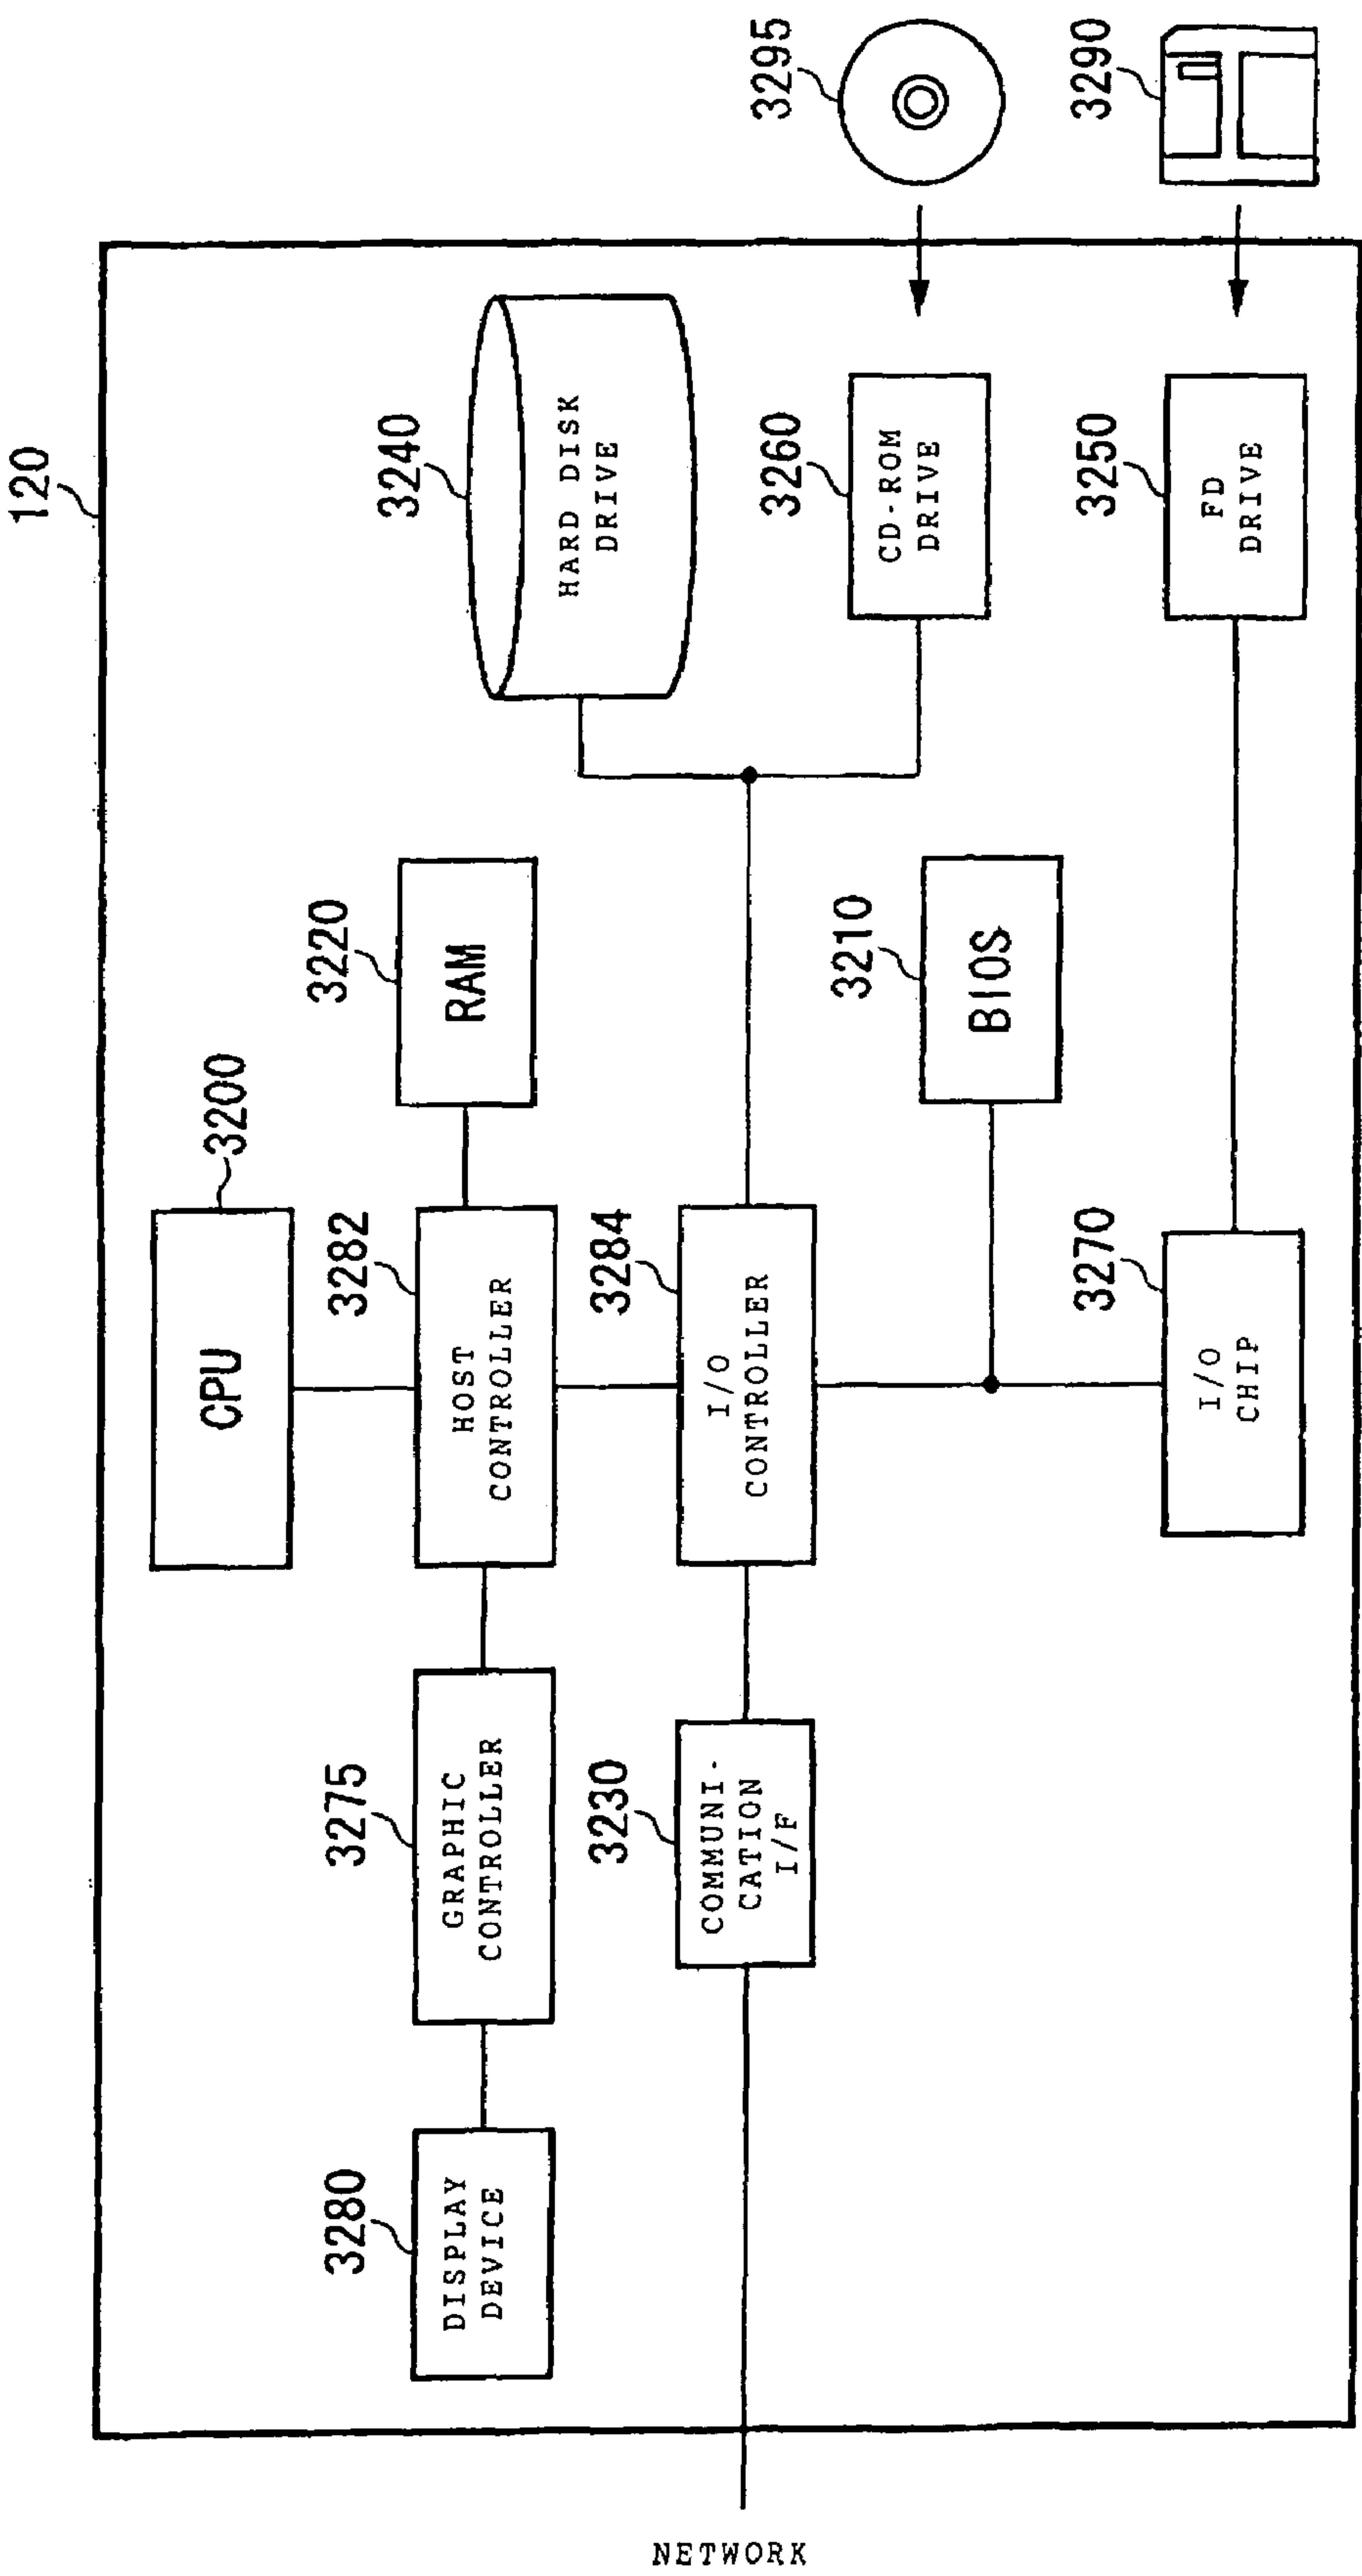 120
CPU
3200
3280
DISPLAY
DEVICE
3275
GRAPHIC
CONTROLLER
3282
HOST
CONTROLLER
3220
RAM
3240
HARD DISK
DRIVE
NETWORK
3230
COMMUNI-
CATION
I/F
3284
I/O
CONTROLLER
3210
BIOS
3260
CD-ROM
DRIVE
3295
3270
I/O
CHIP
3250
FD
DRIVE
3290